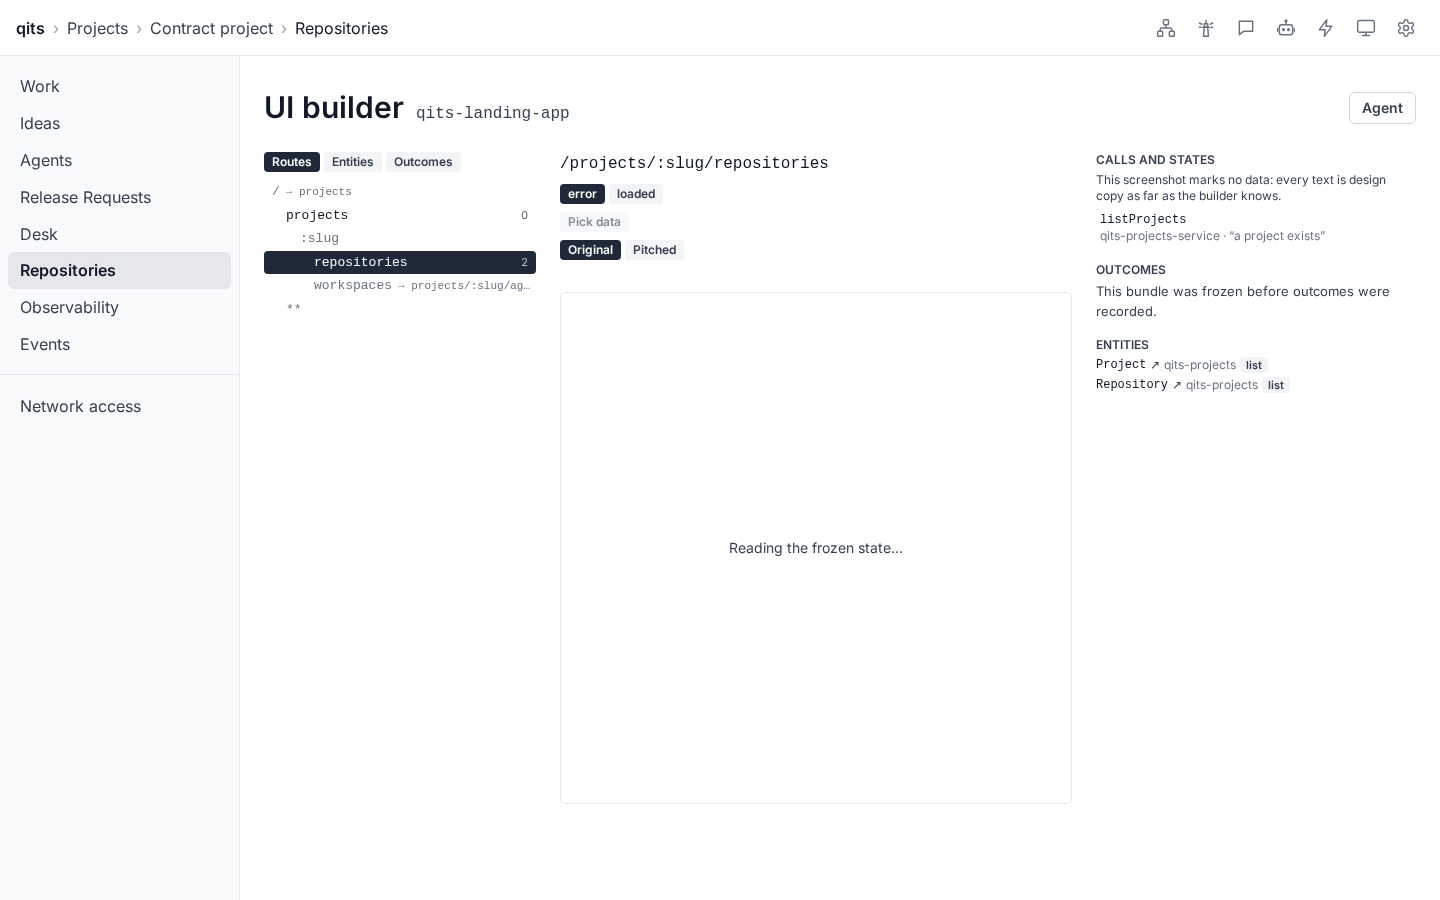 qits › Projects › Contract project › Repositories
Work
Ideas
Agents
Release Requests
Desk
Repositories
Observability
Events
Network access
UI builder qits-landing-app
Agent
Routes Entities Outcomes
/ → projects
projects 0
:slug
repositories 2
workspaces → projects/:slug/ag…
**
/projects/:slug/repositories
error loaded
Pick data
Original Pitched
Reading the frozen state…
CALLS AND STATES
This screenshot marks no data: every text is design
copy as far as the builder knows.
listProjects
qits-projects-service · “a project exists”
OUTCOMES
This bundle was frozen before outcomes were
recorded.
ENTITIES
Project ↗ qits-projects list
Repository ↗ qits-projects list